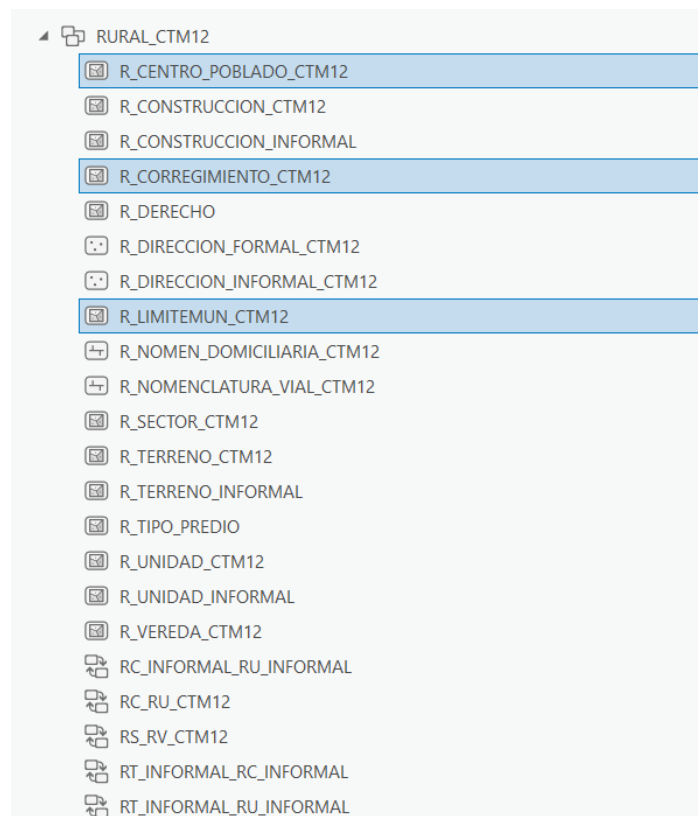 RURAL_CTM12
R_CENTRO_POBLADO_CTM12
R_CONSTRUCCION_CTM12
R_CONSTRUCCION_INFORMAL
R_CORREGIMIENTO_CTM12
R_DERECHO
R_DIRECCION_FORMAL_CTM12
R_DIRECCION_INFORMAL_CTM12
R_LIMITEMUN_CTM12
R_NOMEN_DOMICILIARIA_CTM12
R_NOMENCLATURA_VIAL_CTM12
R_SECTOR_CTM12
R_TERRENO_CTM12
R_TERRENO_INFORMAL
R_TIPO_PREDIO
R_UNIDAD_CTM12
R_UNIDAD_INFORMAL
R_VEREDA_CTM12
RC_INFORMAL_RU_INFORMAL
RC_RU_CTM12
RS_RV_CTM12
RT_INFORMAL_RC_INFORMAL
RT_INFORMAL_RU_INFORMAL